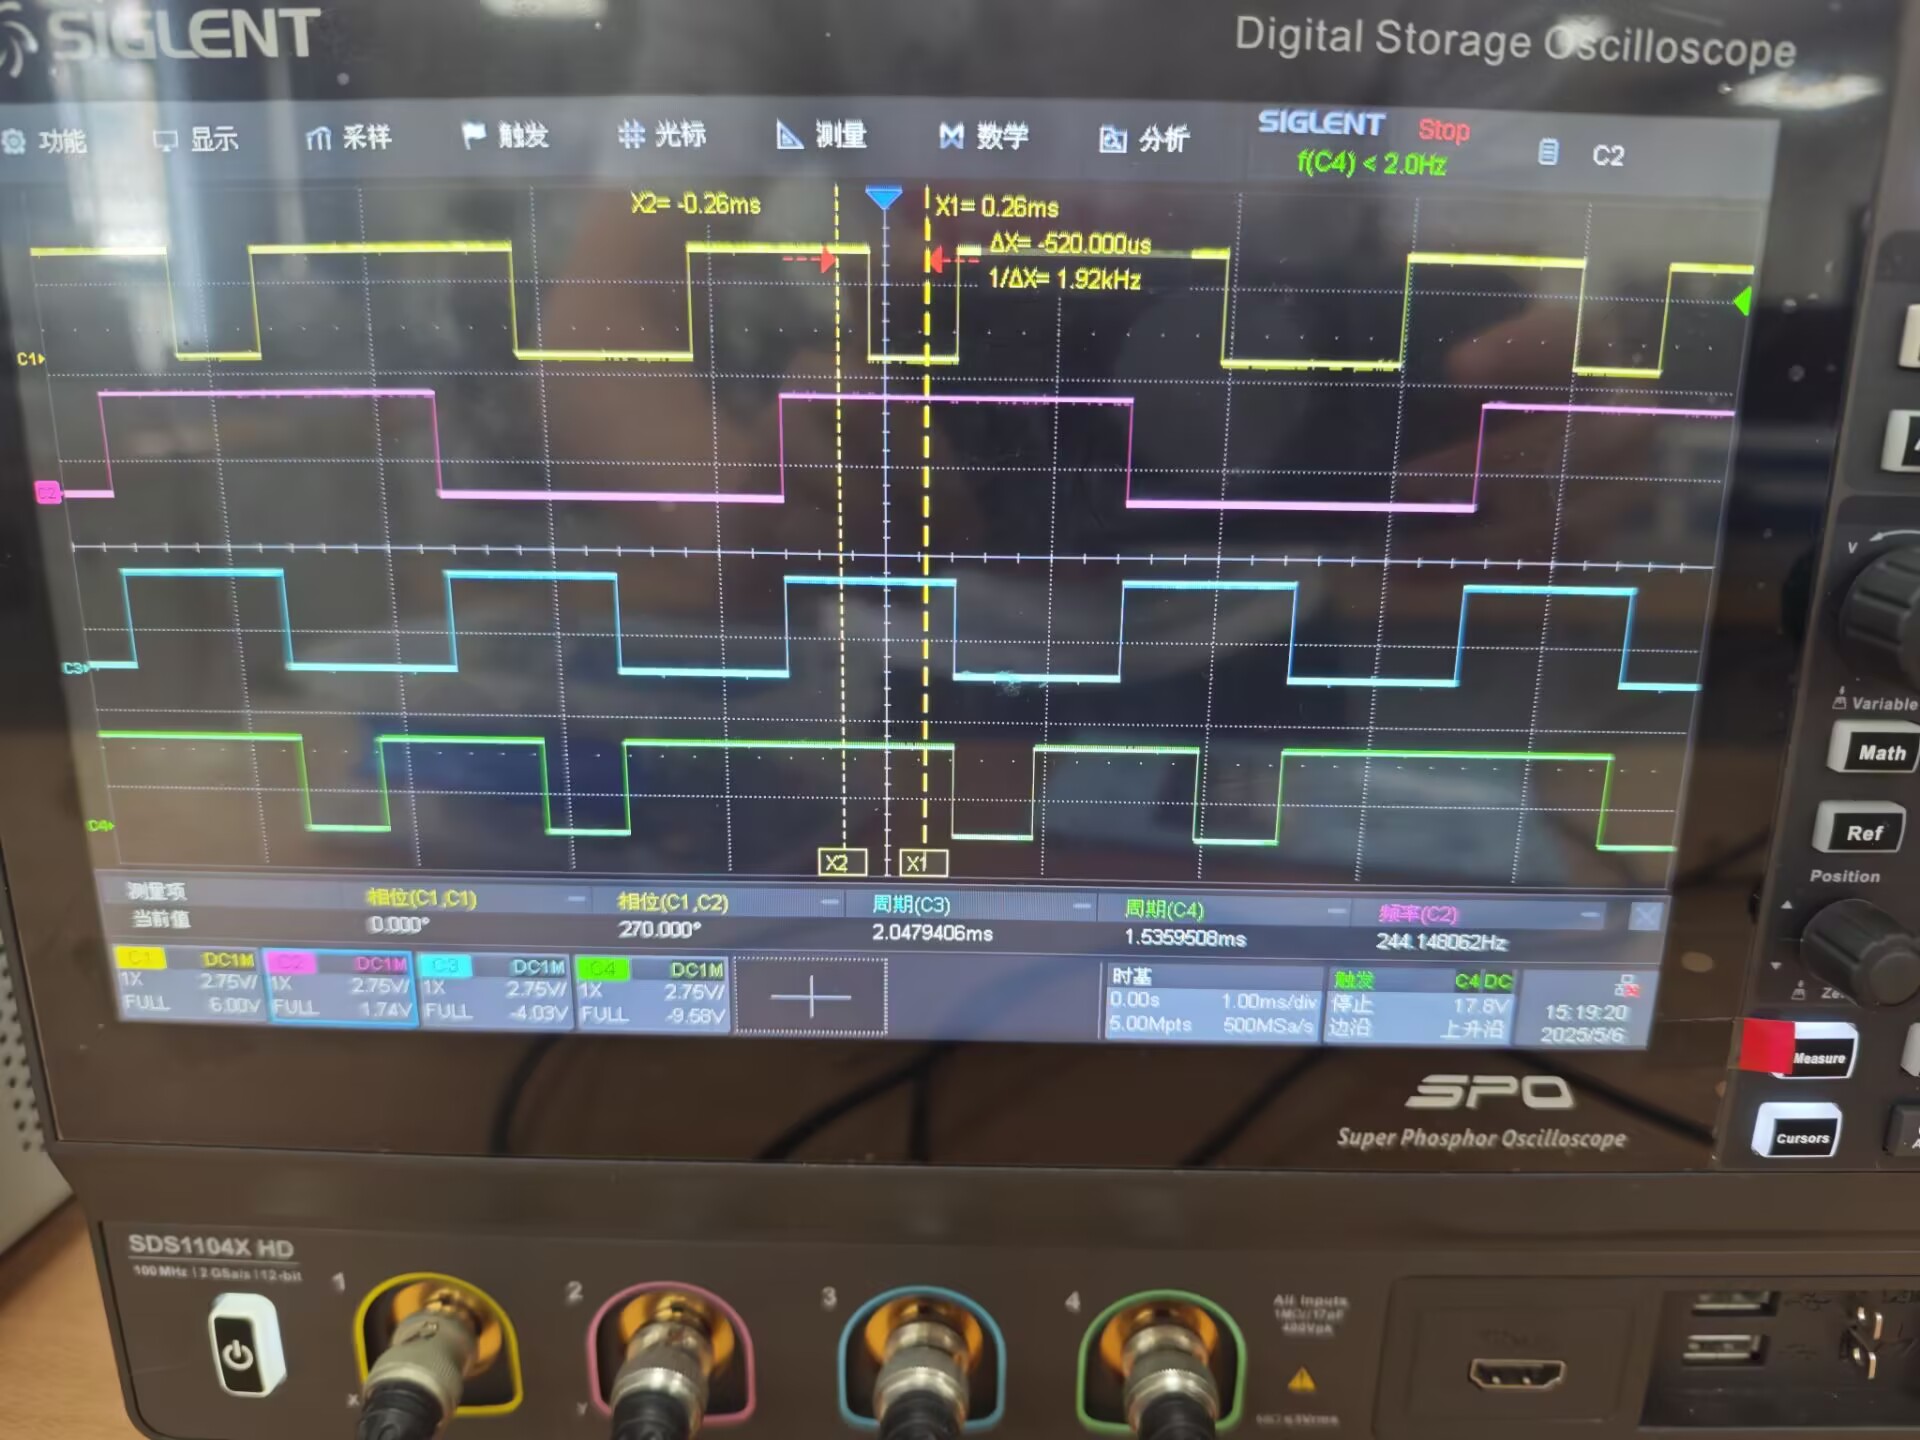 SIGLENT
Digital Storage Oscilloscope
功能 显示 采样 触发 光标 测量 数学 分析
SIGLENT Stop
f(C4) < 2.0Hz
C2
X2= -0.26ms
X1= 0.26ms
ΔX= -520.000us
1/ΔX= 1.92kHz
C1
C2
C3
C4
X2 X1
测量项 相位(C1,C1) 相位(C1,C2) 周期(C3) 周期(C4) 频率(C2)
当前值 0.000° 270.000° 2.0479406ms 1.5359508ms 244.148062Hz
C1 DC1M
1X 2.75V/
FULL 6.00V
C2 DC1M
1X 2.75V/
FULL 1.74V
C3 DC1M
1X 2.75V/
FULL -4.03V
C4 DC1M
1X 2.75V/
FULL -9.58V
时基
0.00s 1.00ms/div
5.00Mpts 500MSa/s
触发 C4 DC
停止 17.8V
边沿 上升沿
15:19:20
2025/5/6
V
Variable
Math
Ref
Position
Measure
Cursors
SPO
Super Phosphor Oscilloscope
SDS1104X HD
100 MHz | 2 GSa/s | 12-bit
1
2
3
4
X
Y
All Inputs